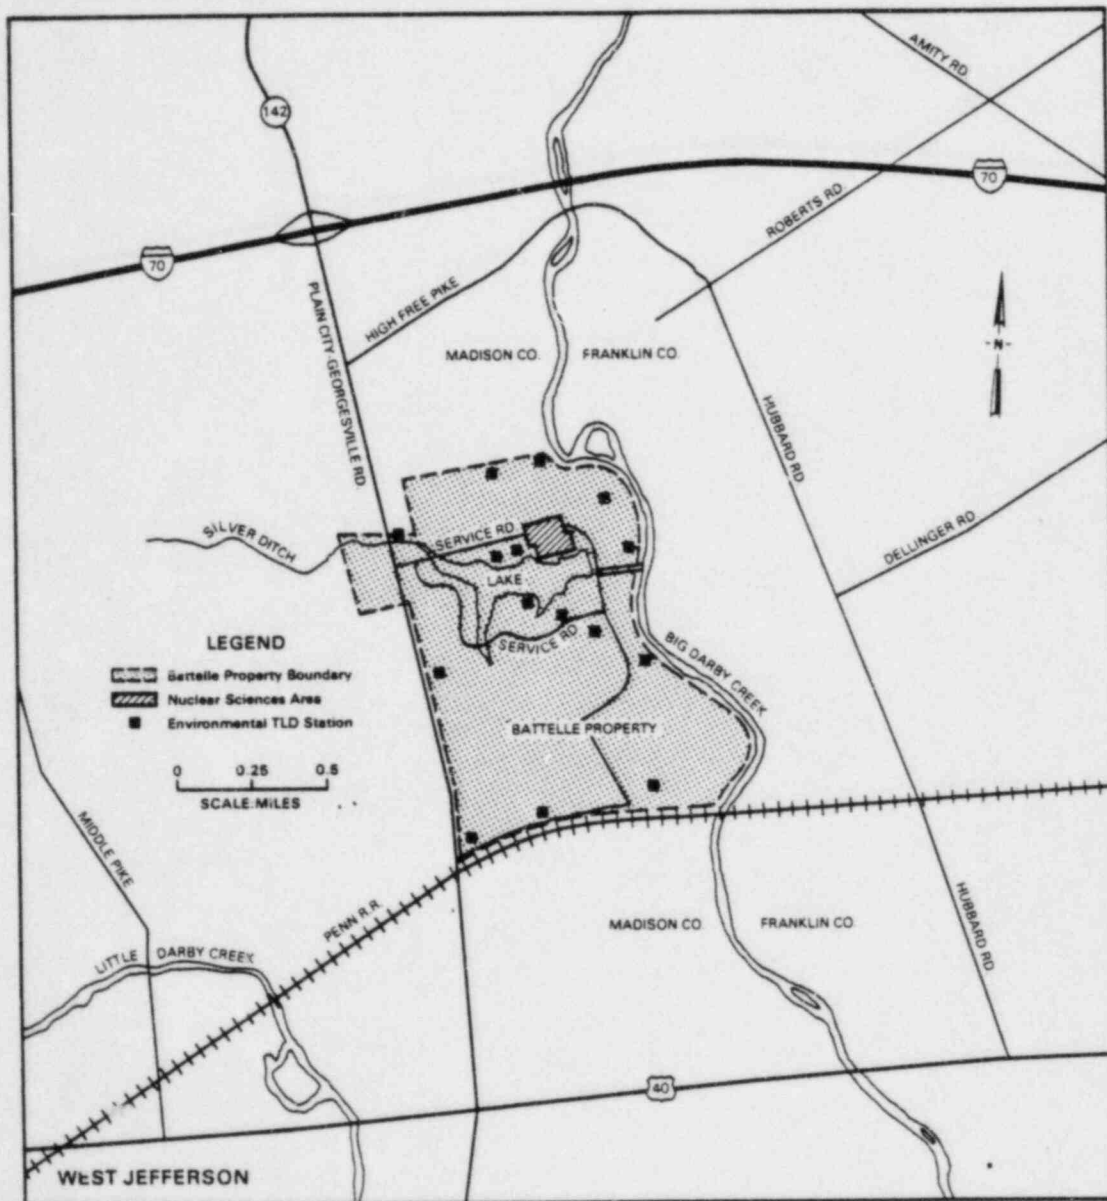 AMITY RD
142
70
ROBERTS RD.
70
HIGH FREE PIKE
PLAIN CITY-GEORGESVILLE RD.
MADISON CO.
FRANKLIN CO.
-N-
HUBBARD RD
SILVER DITCH
SERVICE RD
DELLINGER RD
LAKE
SERVICE RD
BIG DARBY CREEK
LEGEND
Battelle Property Boundary
Nuclear Sciences Area
Environmental TLD Station
BATTELLE PROPERTY
0 0.25 0.5
SCALE:MILES
MIDDLE PIKE
PENN R.R.
MADISON CO.
FRANKLIN CO.
HUBBARD RD.
LITTLE DARBY CREEK
40
WEST JEFFERSON